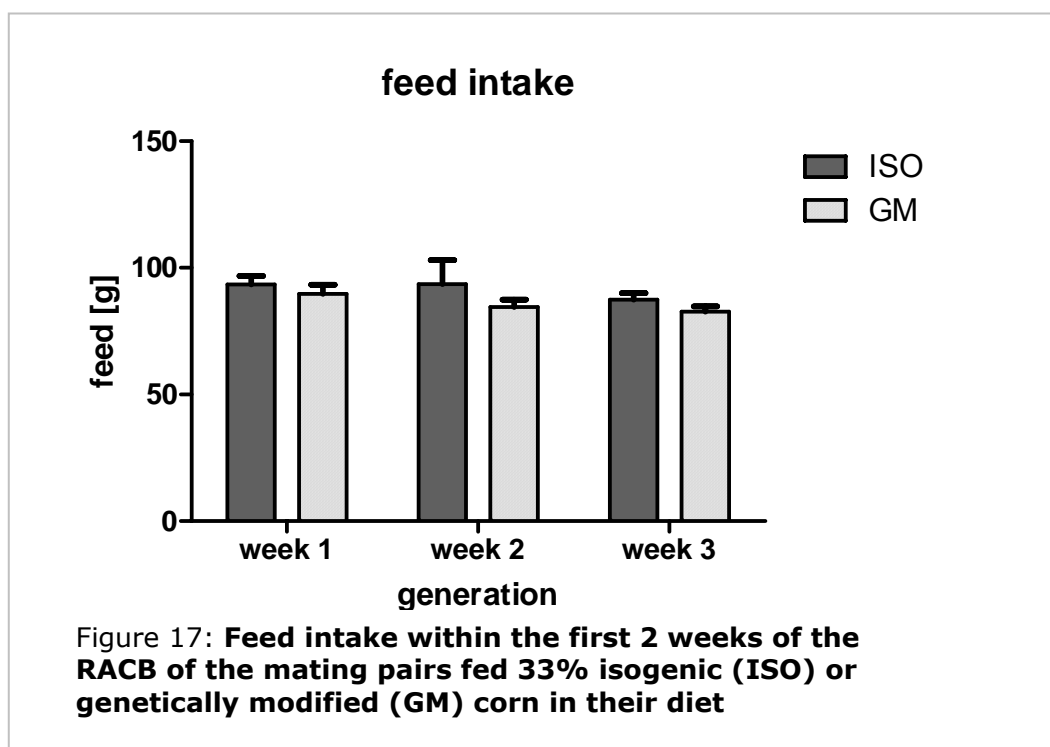 feed intake
150
100
50
0
feed [g]
ISO
GM
week 1 week 2 week 3
generation
Figure 17: Feed intake within the first 2 weeks of the
RACB of the mating pairs fed 33% isogenic (ISO) or
genetically modified (GM) corn in their diet